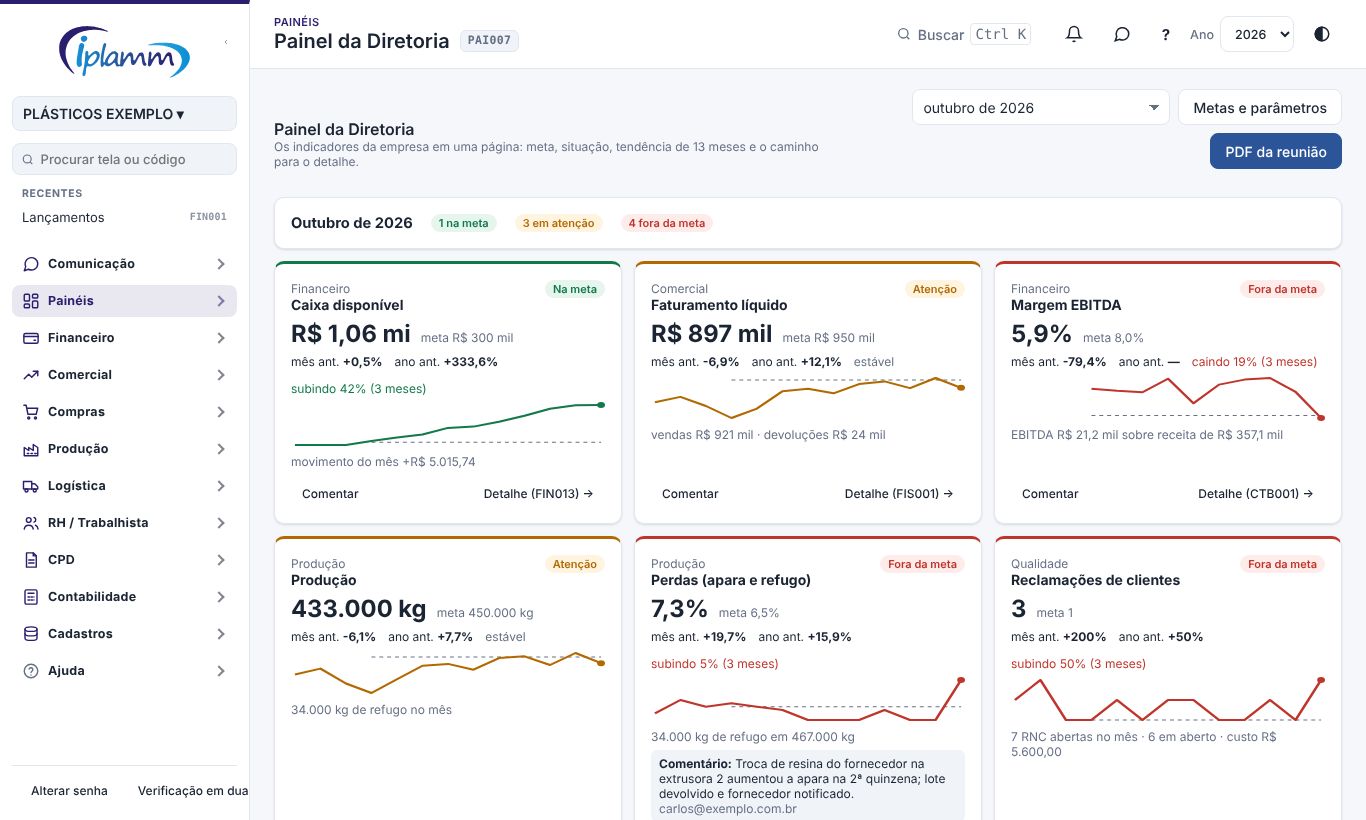 iplamm
PLÁSTICOS EXEMPLO ▾
Procurar tela ou código
RECENTES
Lançamentos FIN001
Comunicação
Painéis
Financeiro
Comercial
Compras
Produção
Logística
RH / Trabalhista
CPD
Contabilidade
Cadastros
Ajuda
Alterar senha Verificação em dua
PAINÉIS
Painel da Diretoria PAI007
Buscar Ctrl K
? Ano 2026
outubro de 2026 Metas e parâmetros
PDF da reunião
Painel da Diretoria
Os indicadores da empresa em uma página: meta, situação, tendência de 13 meses e o caminho
para o detalhe.
Outubro de 2026 1 na meta 3 em atenção 4 fora da meta
Financeiro Na meta
Caixa disponível
R$ 1,06 mi meta R$ 300 mil
mês ant. +0,5% ano ant. +333,6%
subindo 42% (3 meses)
movimento do mês +R$ 5.015,74
Comentar Detalhe (FIN013) →
Comercial Atenção
Faturamento líquido
R$ 897 mil meta R$ 950 mil
mês ant. -6,9% ano ant. +12,1% estável
vendas R$ 921 mil · devoluções R$ 24 mil
Comentar Detalhe (FIS001) →
Financeiro Fora da meta
Margem EBITDA
5,9% meta 8,0%
mês ant. -79,4% ano ant. — caindo 19% (3 meses)
EBITDA R$ 21,2 mil sobre receita de R$ 357,1 mil
Comentar Detalhe (CTB001) →
Produção Atenção
Produção
433.000 kg meta 450.000 kg
mês ant. -6,1% ano ant. +7,7% estável
34.000 kg de refugo no mês
Produção Fora da meta
Perdas (apara e refugo)
7,3% meta 6,5%
mês ant. +19,7% ano ant. +15,9%
subindo 5% (3 meses)
34.000 kg de refugo em 467.000 kg
Comentário: Troca de resina do fornecedor na
extrusora 2 aumentou a apara na 2ª quinzena; lote
devolvido e fornecedor notificado.
carlos@exemplo.com.br
Qualidade Fora da meta
Reclamações de clientes
3 meta 1
mês ant. +200% ano ant. +50%
subindo 50% (3 meses)
7 RNC abertas no mês · 6 em aberto · custo R$
5.600,00